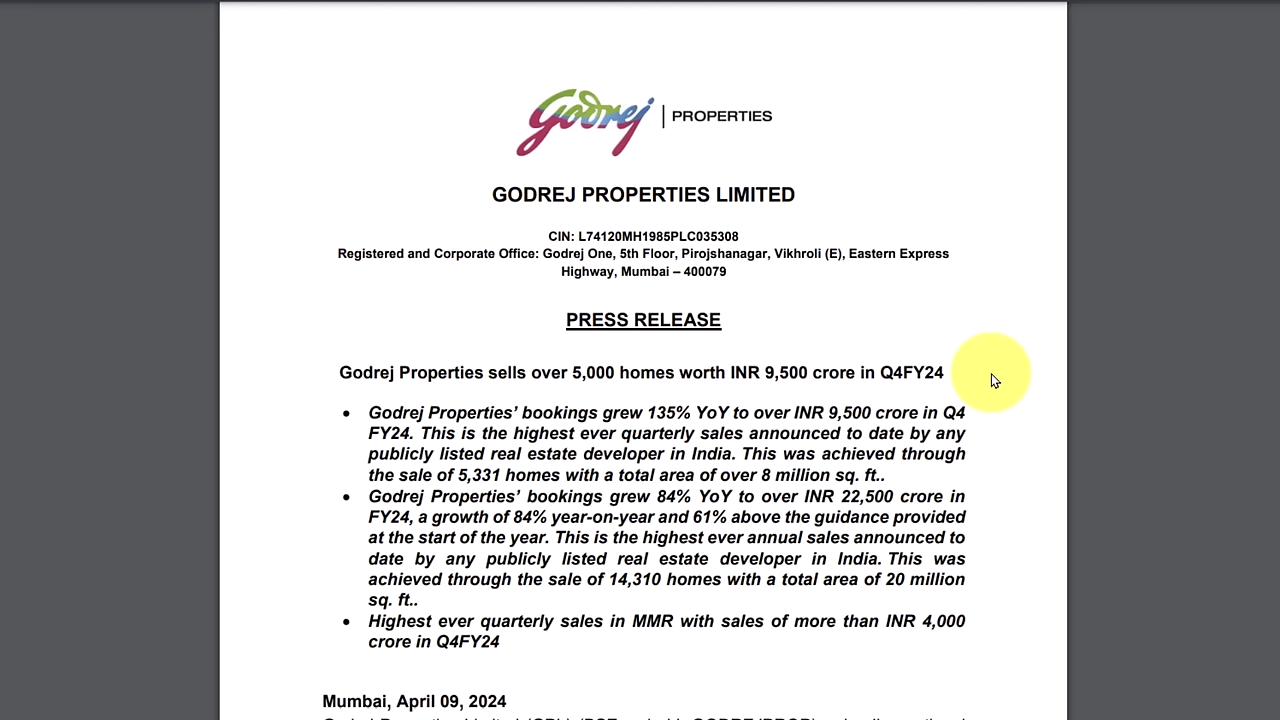 Godrej | PROPERTIES
GODREJ PROPERTIES LIMITED
CIN: L74120MH1985PLC035308
Registered and Corporate Office: Godrej One, 5th Floor, Pirojshanagar, Vikhroli (E), Eastern Express
Highway, Mumbai – 400079
PRESS RELEASE
Godrej Properties sells over 5,000 homes worth INR 9,500 crore in Q4FY24
• Godrej Properties’ bookings grew 135% YoY to over INR 9,500 crore in Q4
FY24. This is the highest ever quarterly sales announced to date by any
publicly listed real estate developer in India. This was achieved through
the sale of 5,331 homes with a total area of over 8 million sq. ft..
• Godrej Properties’ bookings grew 84% YoY to over INR 22,500 crore in
FY24, a growth of 84% year-on-year and 61% above the guidance provided
at the start of the year. This is the highest ever annual sales announced to
date by any publicly listed real estate developer in India. This was
achieved through the sale of 14,310 homes with a total area of 20 million
sq. ft..
• Highest ever quarterly sales in MMR with sales of more than INR 4,000
crore in Q4FY24
Mumbai, April 09, 2024